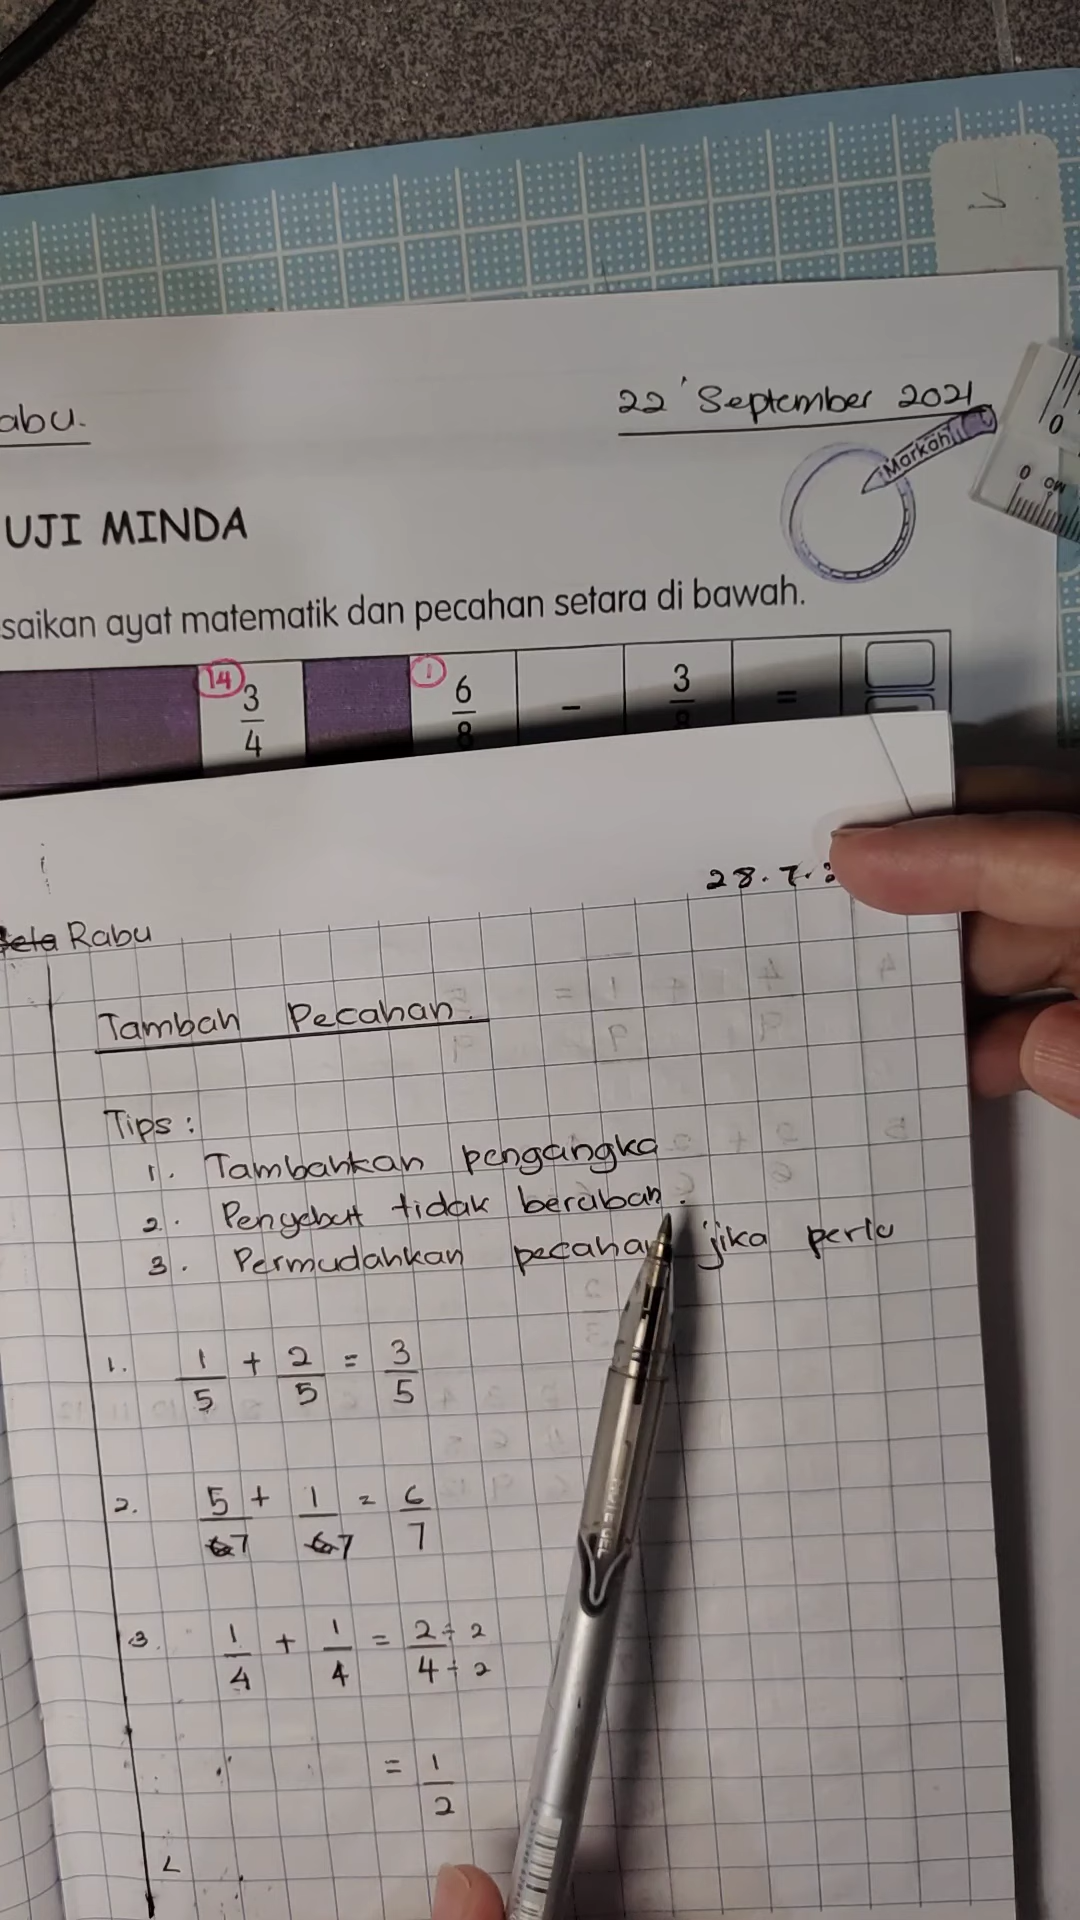 abu.
22 September 2021
Markah
UJI MINDA
saikan ayat matematik dan pecahan setara di bawah.
14 3/4 1 6/8 - 3/8 =
28.7.
Rabu
Tambah Pecahan.
Tips :
1. Tambahkan pengangka
2. Penyebut tidak berubah.
3. Permudahkan pecahan jika perlu
1. 1/5 + 2/5 = 3/5
2. 5/7 + 1/7 = 6/7
3. 1/4 + 1/4 = 2÷2/4÷2
= 1/2